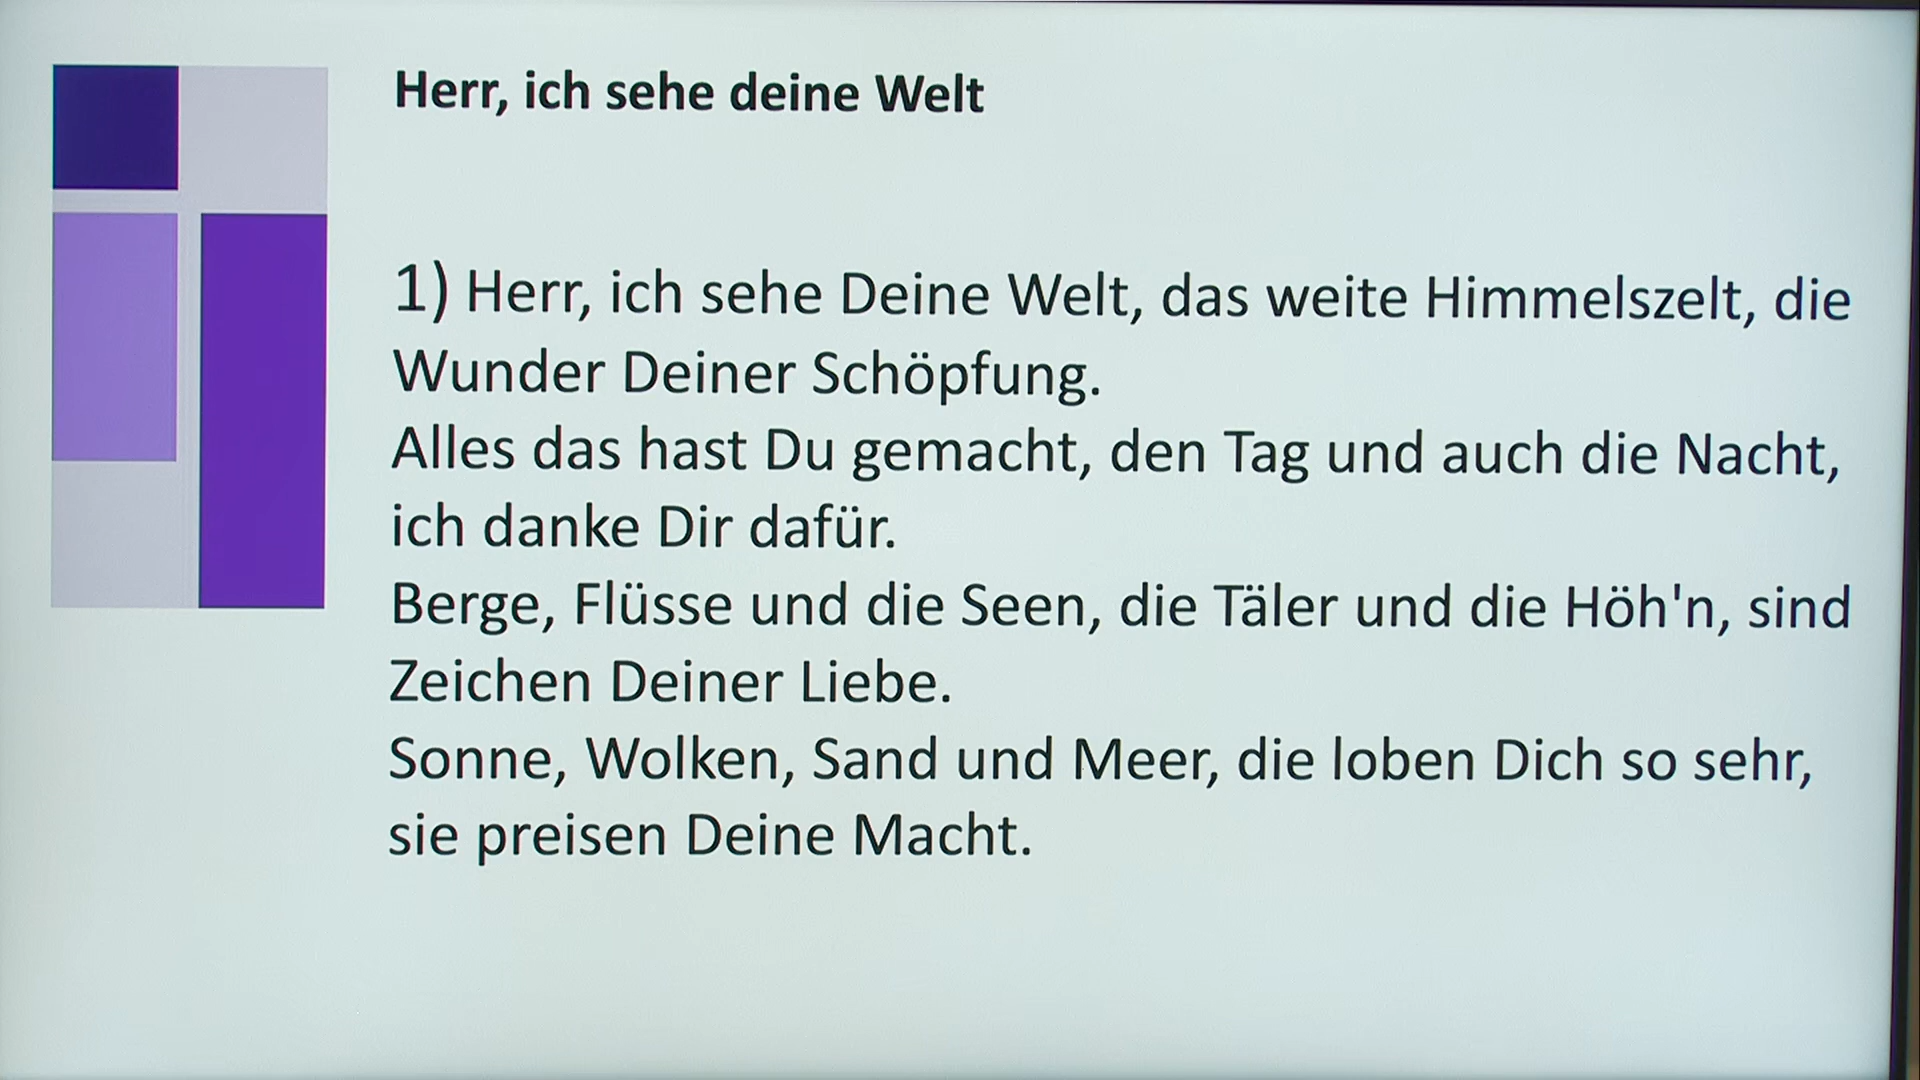 Herr, ich sehe deine Welt
1) Herr, ich sehe Deine Welt, das weite Himmelszelt, die
Wunder Deiner Schöpfung.
Alles das hast Du gemacht, den Tag und auch die Nacht,
ich danke Dir dafür.
Berge, Flüsse und die Seen, die Täler und die Höh'n, sind
Zeichen Deiner Liebe.
Sonne, Wolken, Sand und Meer, die loben Dich so sehr,
sie preisen Deine Macht.